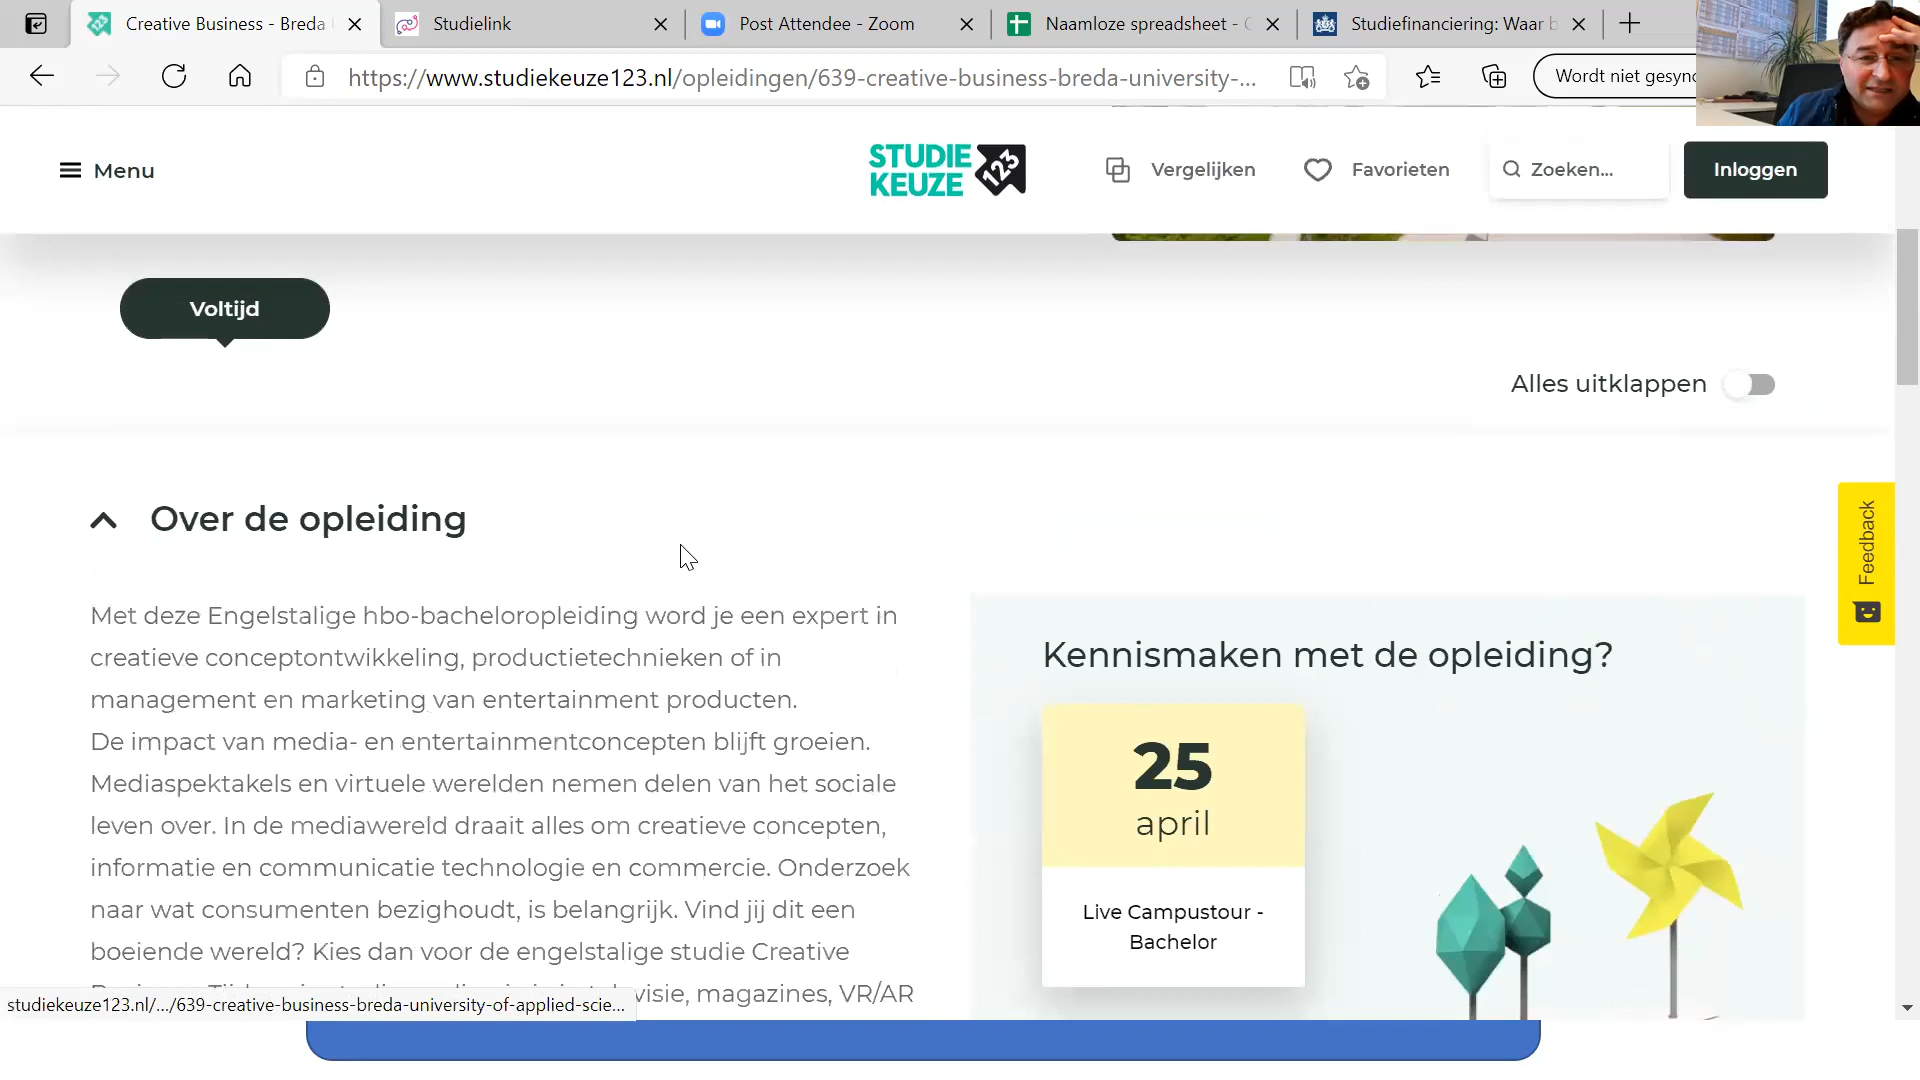 Creative Business - Breda
Studielink
Post Attendee - Zoom
Naamloze spreadsheet -
Studiefinanciering: Waar b
https://www.studiekeuze123.nl/opleidingen/639-creative-business-breda-university-...
Wordt niet gesync
Menu
STUDIE
KEUZE
123
Vergelijken
Favorieten
Zoeken...
Inloggen
Voltijd
Alles uitklappen
Over de opleiding
Met deze Engelstalige hbo-bacheloropleiding word je een expert in
creatieve conceptontwikkeling, productietechnieken of in
management en marketing van entertainment producten.
De impact van media- en entertainmentconcepten blijft groeien.
Mediaspektakels en virtuele werelden nemen delen van het sociale
leven over. In de mediawereld draait alles om creatieve concepten,
informatie en communicatie technologie en commercie. Onderzoek
naar wat consumenten bezighoudt, is belangrijk. Vind jij dit een
boeiende wereld? Kies dan voor de engelstalige studie Creative
visie, magazines, VR/AR
Kennismaken met de opleiding?
25
april
Live Campustour -
Bachelor
Feedback
studiekeuze123.nl/.../639-creative-business-breda-university-of-applied-scie...